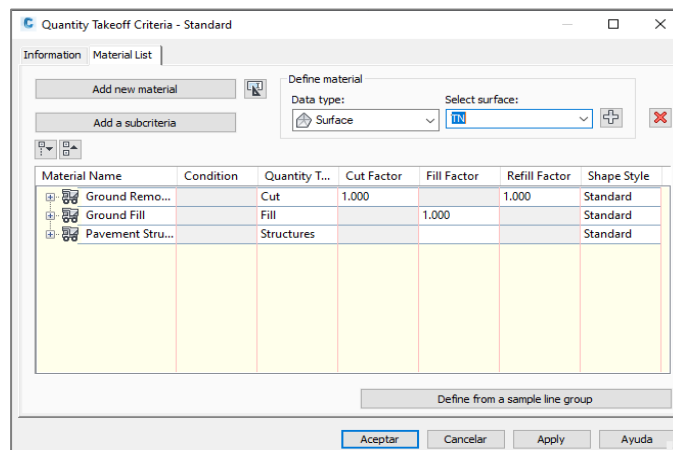 Quantity Takeoff Criteria - Standard
Information Material List
Add new material
Add a subcriteria
Define material
Data type: Select surface:
Surface TN
Material Name Condition Quantity T... Cut Factor Fill Factor Refill Factor Shape Style
Ground Remo... Cut 1.000 1.000 Standard
Ground Fill Fill 1.000 Standard
Pavement Stru... Structures Standard
Define from a sample line group
Aceptar Cancelar Apply Ayuda